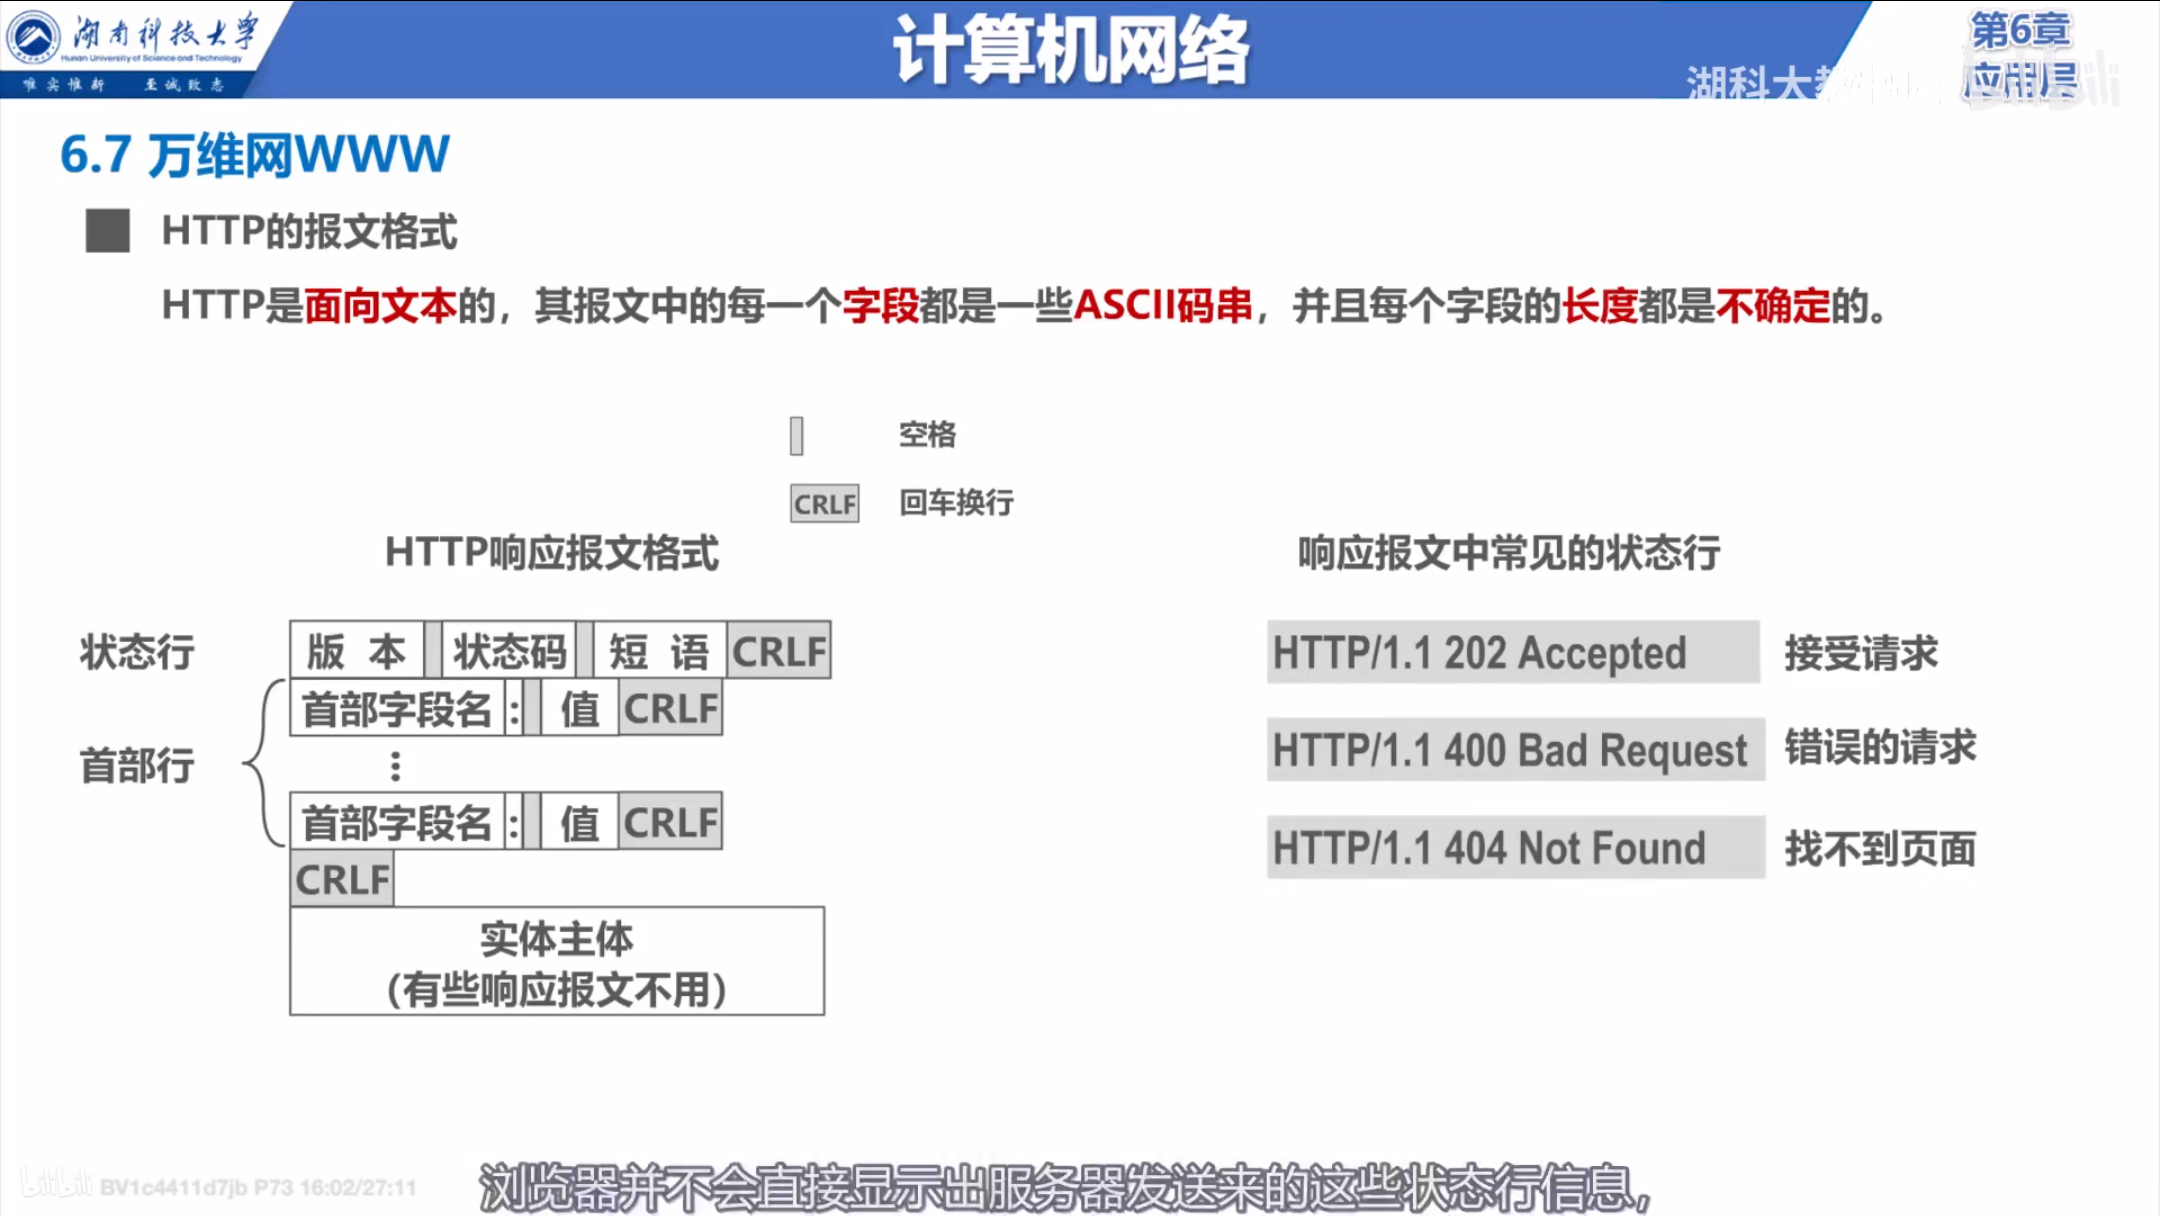 湖南科技大学
Hunan University of Science and Technology
唯实惟新 至诚致志
计算机网络
第6章
应用层
湖科大教
bilibili
6.7 万维网WWW
HTTP的报文格式
HTTP是面向文本的，其报文中的每一个字段都是一些ASCII码串，并且每个字段的长度都是不确定的。
空格
CRLF 回车换行
HTTP响应报文格式
状态行 版 本 状态码 短 语 CRLF
首部字段名 : 值 CRLF
首部行 ⋮
首部字段名 : 值 CRLF
CRLF
实体主体
（有些响应报文不用）
响应报文中常见的状态行
HTTP/1.1 202 Accepted 接受请求
HTTP/1.1 400 Bad Request 错误的请求
HTTP/1.1 404 Not Found 找不到页面
bilibili BV1c4411d7jb P73 16:02/27:11
浏览器并不会直接显示出服务器发送来的这些状态行信息，